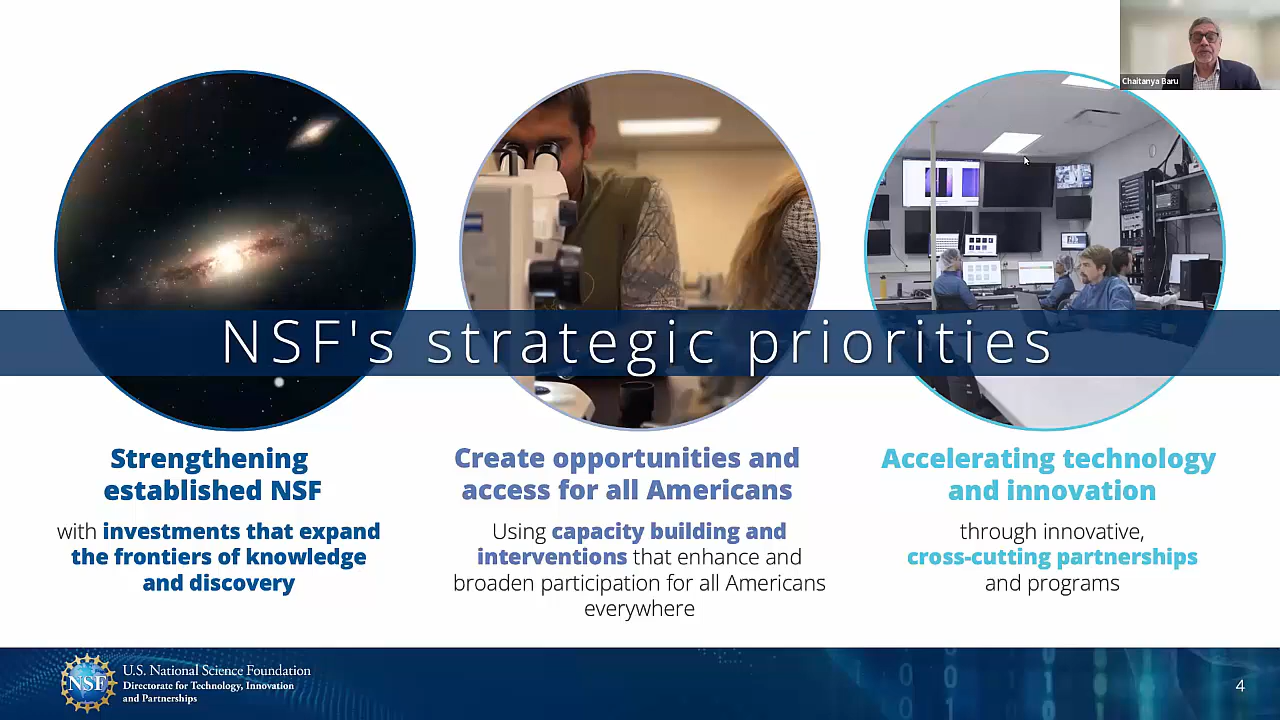 Chaitanya Baru
NSF's strategic priorities
Strengthening
established NSF
with investments that expand
the frontiers of knowledge
and discovery
Create opportunities and
access for all Americans
Using capacity building and
interventions that enhance and
broaden participation for all Americans
everywhere
Accelerating technology
and innovation
through innovative,
cross-cutting partnerships
and programs
NSF
U.S. National Science Foundation
Directorate for Technology, Innovation
and Partnerships
4